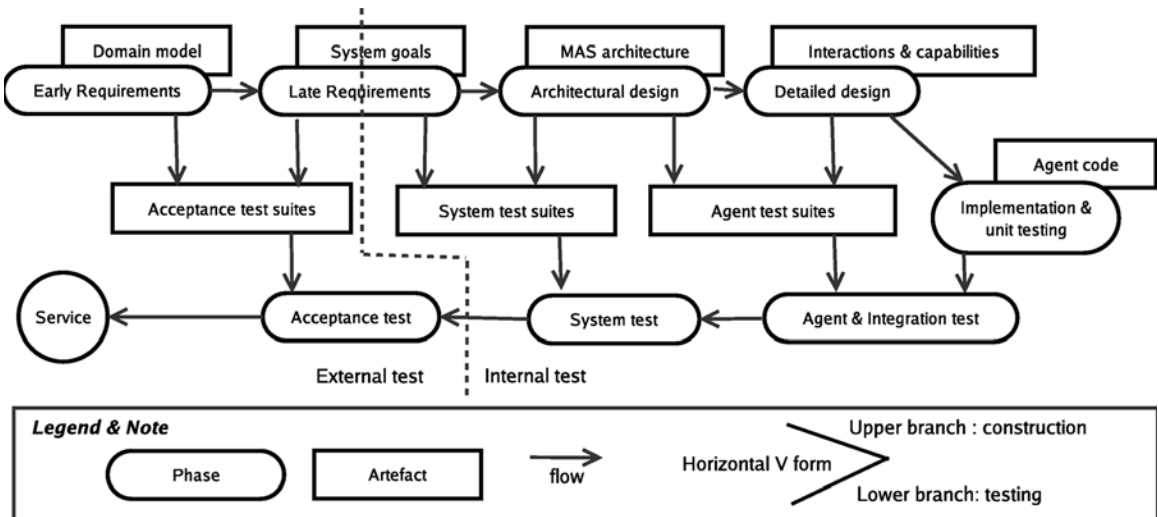 Domain model
System goals
MAS architecture
Interactions & capabilities
Early Requirements
Late Requirements
Architectural design
Detailed design
Agent code
Acceptance test suites
System test suites
Agent test suites
Implementation &
unit testing
Service
Acceptance test
System test
Agent & Integration test
External test
Internal test
Legend & Note
Phase
Artefact
flow
Horizontal V form
Upper branch : construction
Lower branch: testing